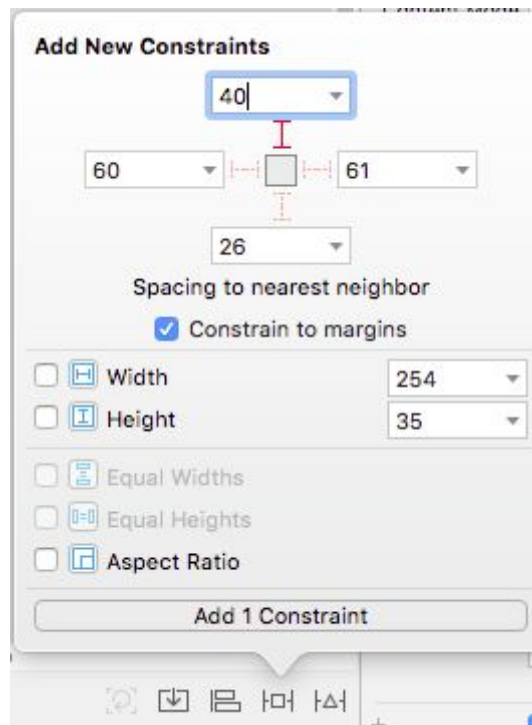 Add New Constraints
40
60
61
26
Spacing to nearest neighbor
Constrain to margins
Width
254
Height
35
Equal Widths
Equal Heights
Aspect Ratio
Add 1 Constraint